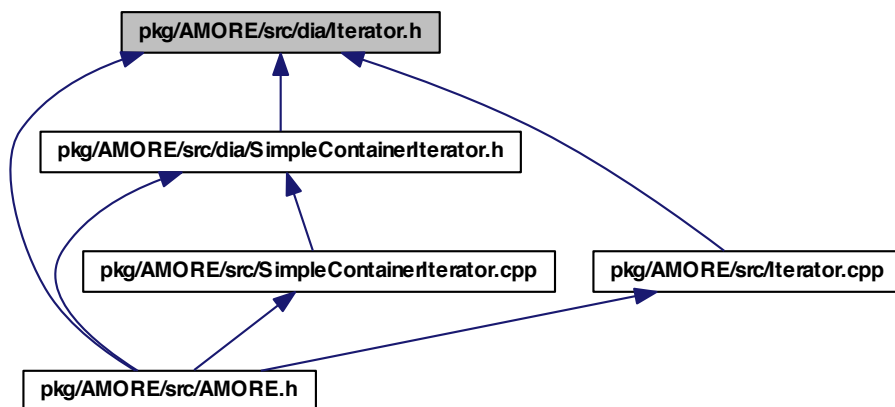 pkg/AMORE/src/dia/Iterator.h
pkg/AMORE/src/dia/SimpleContainerIterator.h
pkg/AMORE/src/SimpleContainerIterator.cpp
pkg/AMORE/src/Iterator.cpp
pkg/AMORE/src/AMORE.h